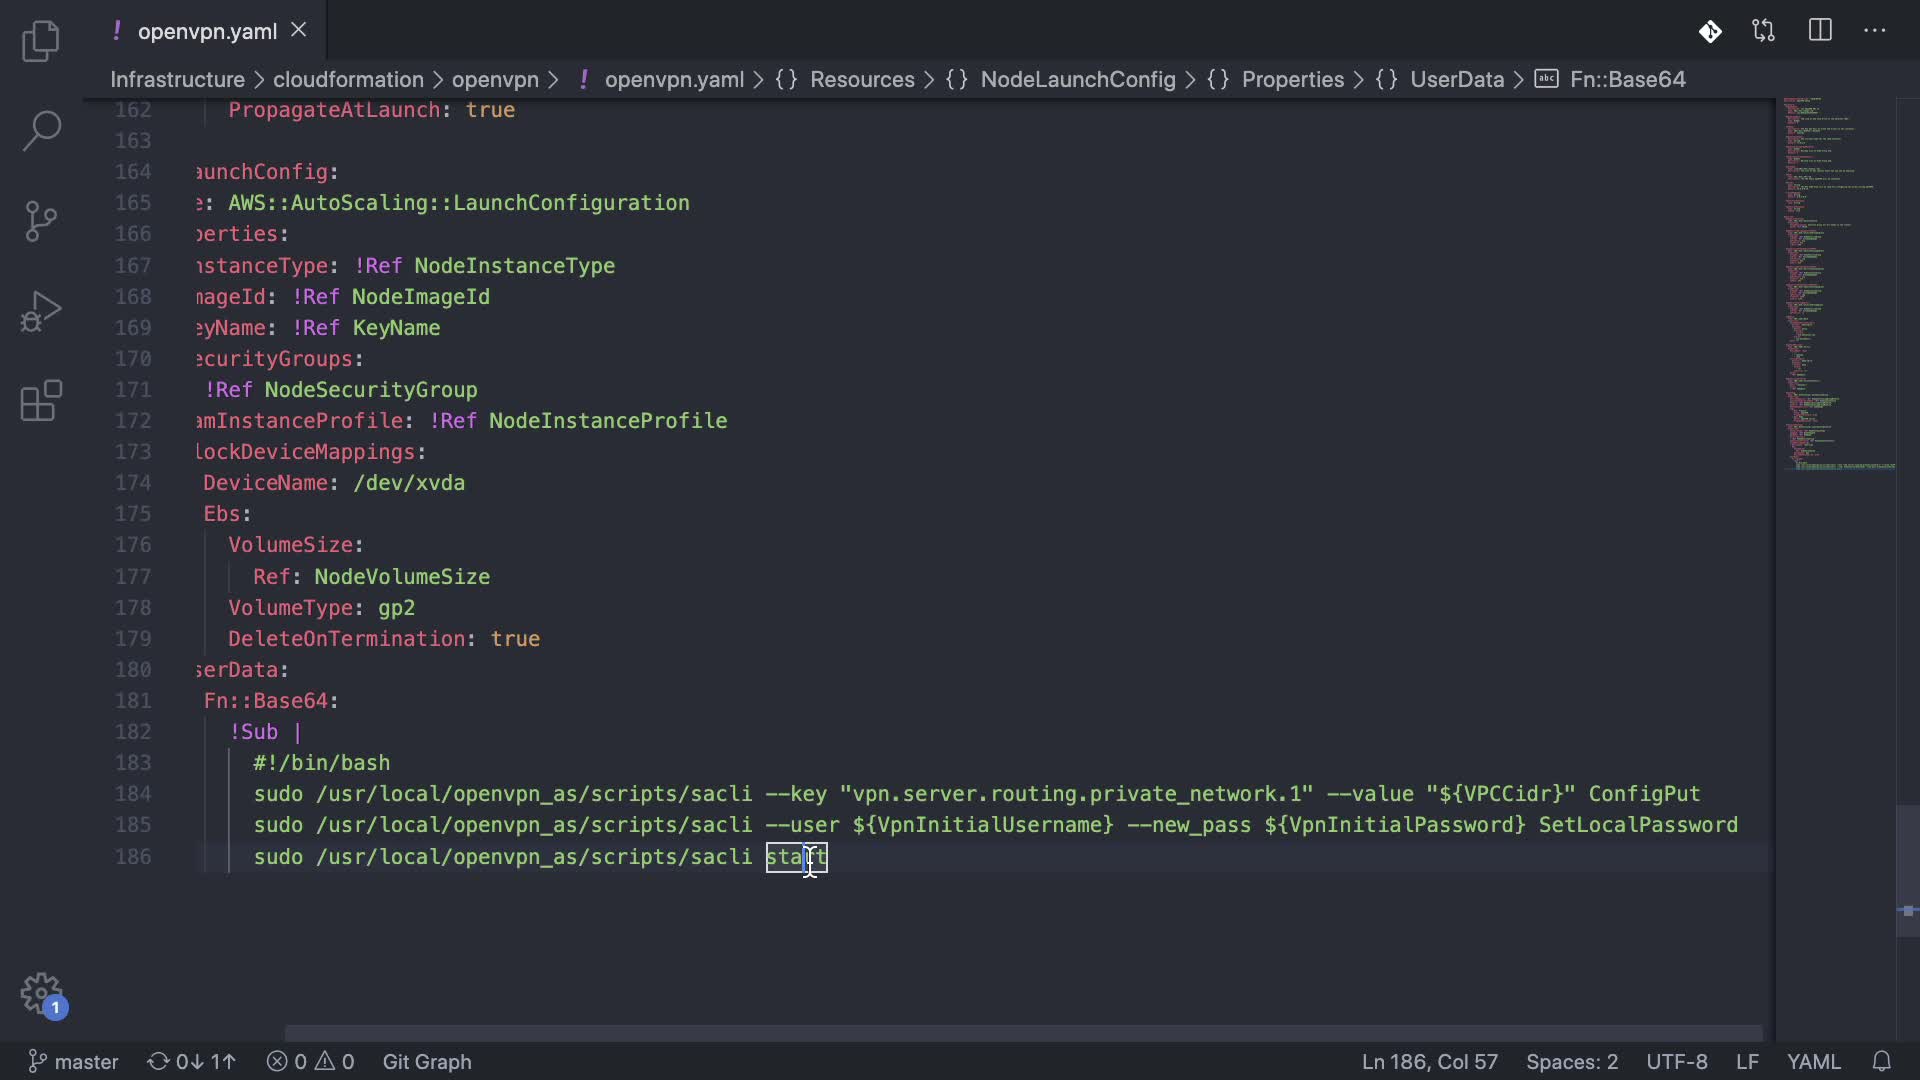 ! openvpn.yaml
Infrastructure > cloudformation > openvpn > ! openvpn.yaml > {} Resources > {} NodeLaunchConfig > {} Properties > {} UserData > abc Fn::Base64
162 PropagateAtLaunch: true
163
164 aunchConfig:
165 e: AWS::AutoScaling::LaunchConfiguration
166 perties:
167 nstanceType: !Ref NodeInstanceType
168 mageId: !Ref NodeImageId
169 eyName: !Ref KeyName
170 ecurityGroups:
171 !Ref NodeSecurityGroup
172 amInstanceProfile: !Ref NodeInstanceProfile
173 lockDeviceMappings:
174 DeviceName: /dev/xvda
175 Ebs:
176 VolumeSize:
177 Ref: NodeVolumeSize
178 VolumeType: gp2
179 DeleteOnTermination: true
180 serData:
181 Fn::Base64:
182 !Sub |
183 #!/bin/bash
184 sudo /usr/local/openvpn_as/scripts/sacli --key "vpn.server.routing.private_network.1" --value "${VPCCidr}" ConfigPut
185 sudo /usr/local/openvpn_as/scripts/sacli --user ${VpnInitialUsername} --new_pass ${VpnInitialPassword} SetLocalPassword
186 sudo /usr/local/openvpn_as/scripts/sacli start
1
master 0↓ 1↑ 0 0 Git Graph Ln 186, Col 57 Spaces: 2 UTF-8 LF YAML